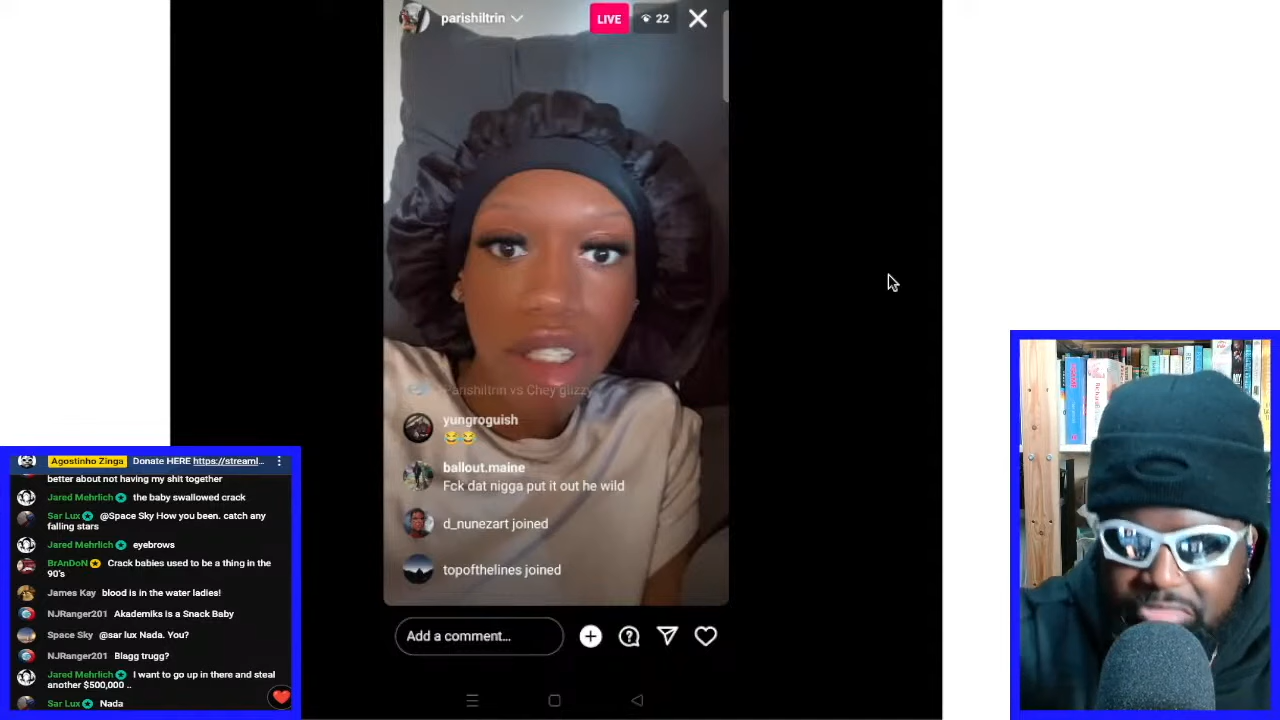 parishiltrin
LIVE
22
Parishiltrin vs Chey glizzy
yungroguish
😂😂
ballout.maine
Fck dat nigga put it out he wild
d_nunezart joined
topofthelines joined
Add a comment...
Agostinho Zinga Donate HERE https://streaml...
better about not having my shit together
Jared Mehrlich the baby swallowed crack
Sar Lux @Space Sky How you been. catch any
falling stars
Jared Mehrlich eyebrows
BrAnDoN Crack babies used to be a thing in the
90's
James Kay blood is in the water ladies!
NJRanger201 Akademiks is a Snack Baby
Space Sky @sar lux Nada. You?
NJRanger201 Blagg trugg?
Jared Mehrlich I want to go up in there and steal
another $500,000 ..
Sar Lux Nada